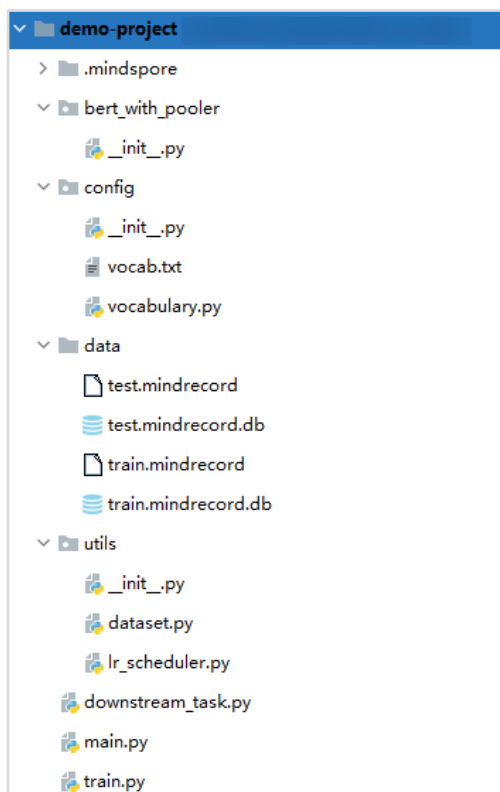 demo-project
.mindspore
bert_with_pooler
__init__.py
config
__init__.py
vocab.txt
vocabulary.py
data
test.mindrecord
test.mindrecord.db
train.mindrecord
train.mindrecord.db
utils
__init__.py
dataset.py
lr_scheduler.py
downstream_task.py
main.py
train.py